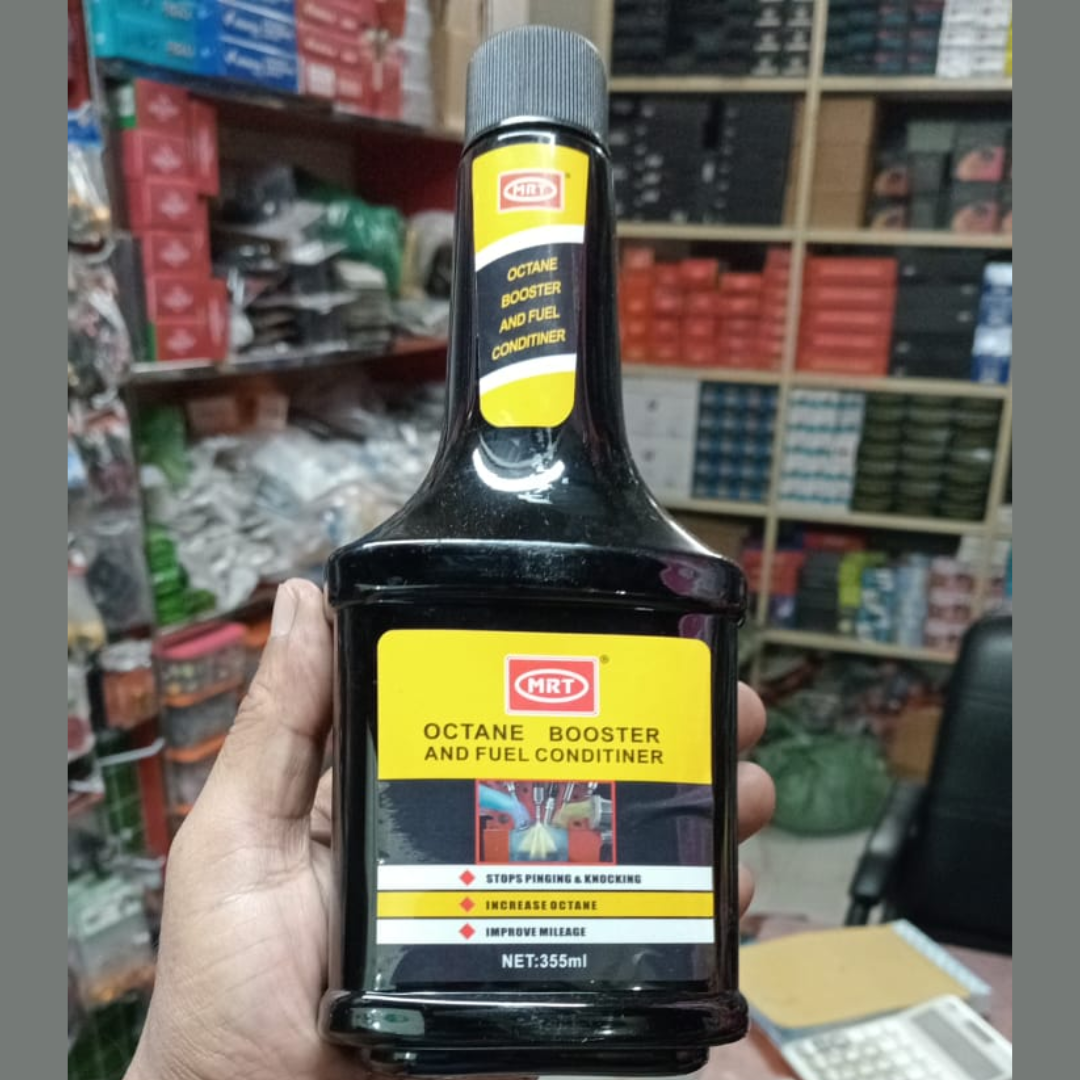 MRT
OCTANE
BOOSTER
AND FUEL
CONDITINER
MRT®
OCTANE BOOSTER
AND FUEL CONDITINER
STOPS PINGING & KNOCKING
INCREASE OCTANE
IMPROVE MILEAGE
NET:355ml